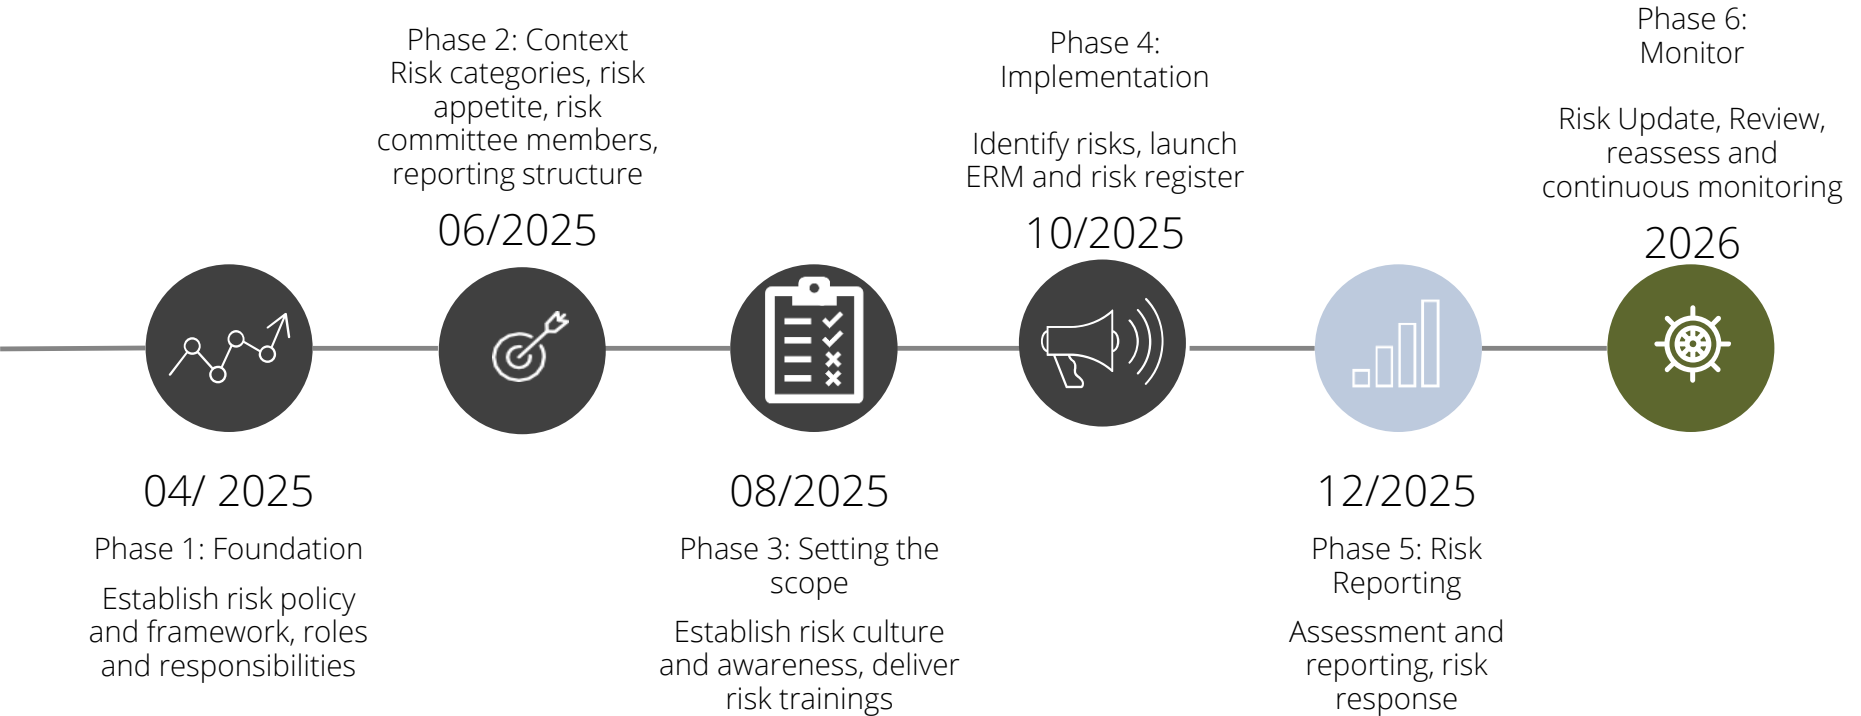 Phase 2: Context
Risk categories, risk
appetite, risk
committee members,
reporting structure
06/2025
Phase 4:
Implementation
Identify risks, launch
ERM and risk register
10/2025
Phase 6:
Monitor
Risk Update, Review,
reassess and
continuous monitoring
2026
04/ 2025
Phase 1: Foundation
Establish risk policy
and framework, roles
and responsibilities
08/2025
Phase 3: Setting the
scope
Establish risk culture
and awareness, deliver
risk trainings
12/2025
Phase 5: Risk
Reporting
Assessment and
reporting, risk
response